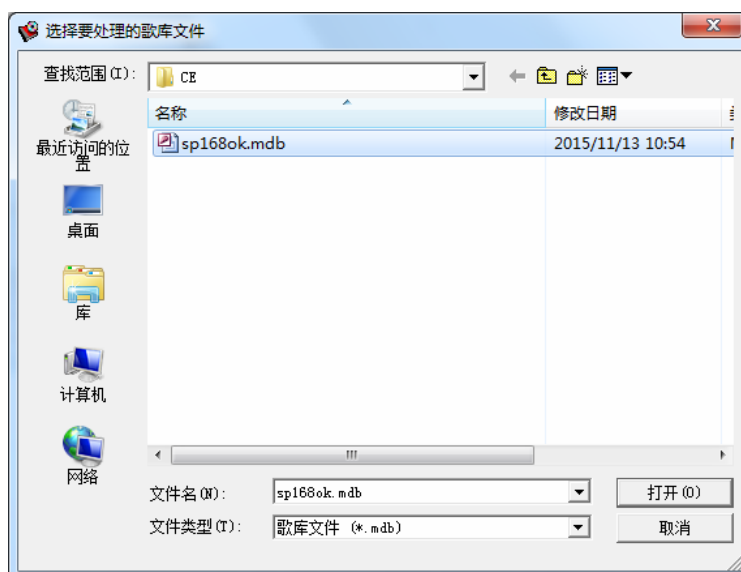 选择要处理的歌库文件
查找范围(I): CE
名称 修改日期
sp168ok.mdb 2015/11/13 10:54
最近访问的位置
桌面
库
计算机
网络
文件名(N): sp168ok.mdb 打开(O)
文件类型(T): 歌库文件 (*.mdb) 取消